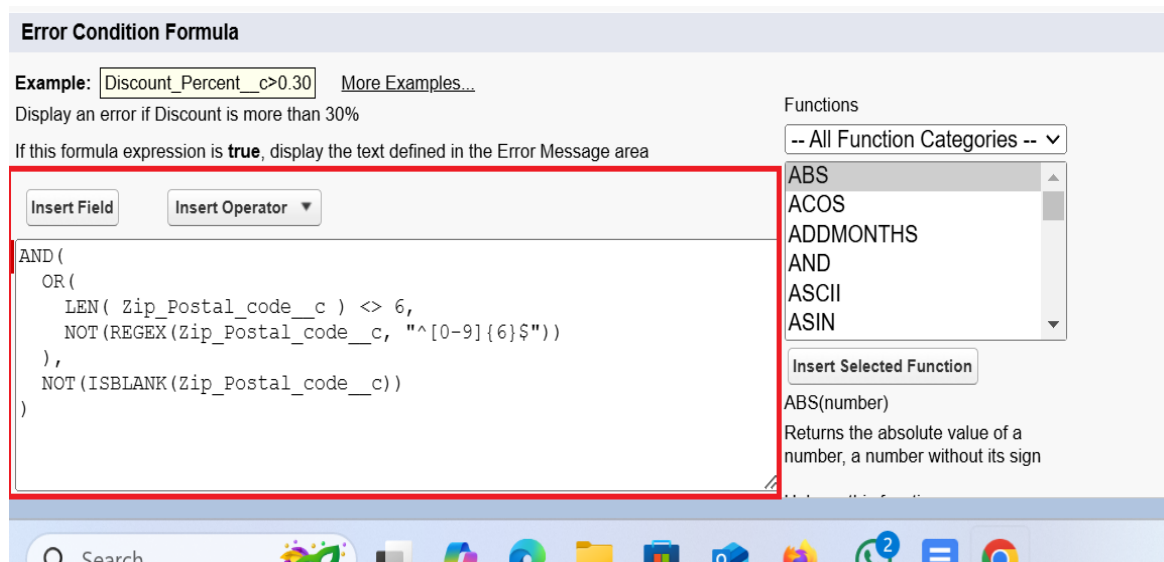 Error Condition Formula
Example: Discount_Percent__c>0.30 More Examples...
Display an error if Discount is more than 30%
If this formula expression is true, display the text defined in the Error Message area
Insert Field Insert Operator ▼
AND(
OR(
LEN( Zip_Postal_code__c ) <> 6,
NOT(REGEX(Zip_Postal_code__c, "^[0-9]{6}$"))
),
NOT(ISBLANK(Zip_Postal_code__c))
)
Functions
-- All Function Categories --
ABS
ACOS
ADDMONTHS
AND
ASCII
ASIN
Insert Selected Function
ABS(number)
Returns the absolute value of a
number, a number without its sign
Search
2